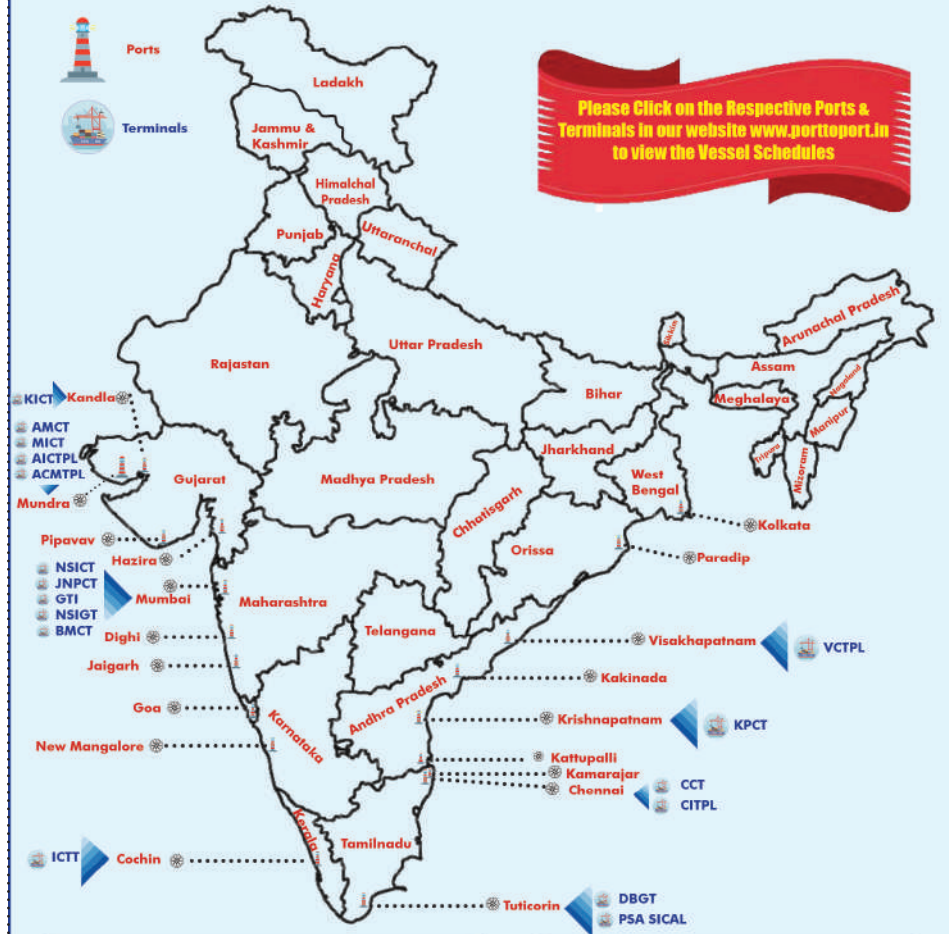 Ports
Terminals
Please Click on the Respective Ports &
Terminals in our website www.porttoport.in
to view the Vessel Schedules
Ladakh
Jammu &
Kashmir
Himalchal
Pradesh
Punjab
Uttaranchal
Haryana
Rajastan
Uttar Pradesh
Sikkim
Arunachal Pradesh
Assam
Nagaland
Meghalaya
Manipur
Tripura
Mizoram
Bihar
Jharkhand
West
Bengal
KICT
Kandla
AMCT
MICT
AICTPL
ACMTPL
Mundra
Gujarat
Madhya Pradesh
Chhatisgarh
Orissa
Kolkata
Paradip
Pipavav
Hazira
NSICT
JNPCT
GTI
NSIGT
BMCT
Mumbai
Maharashtra
Telangana
Dighi
Jaigarh
Visakhapatnam
VCTPL
Kakinada
Andhra Pradesh
Goa
Karnataka
Krishnapatnam
KPCT
New Mangalore
Kattupalli
Kamarajar
Chennai
CCT
CITPL
Kerala
Tamilnadu
ICTT
Cochin
Tuticorin
DBGT
PSA SICAL